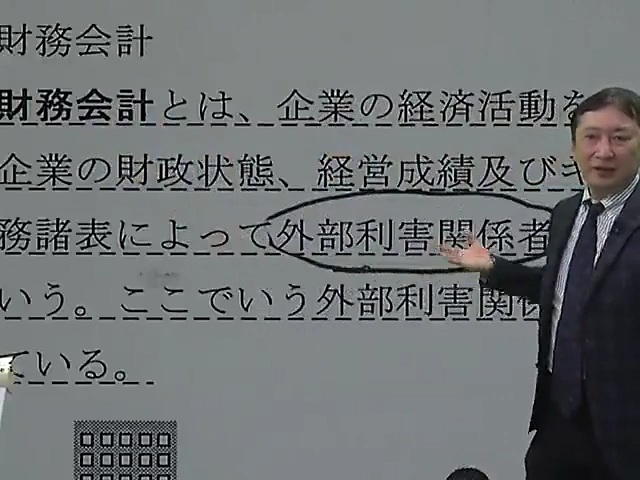 財務会計
財務会計とは、企業の経済活動を
企業の財政状態、経営成績及びキ
務諸表によって外部利害関係者
いう。ここでいう外部利害関係
ている。